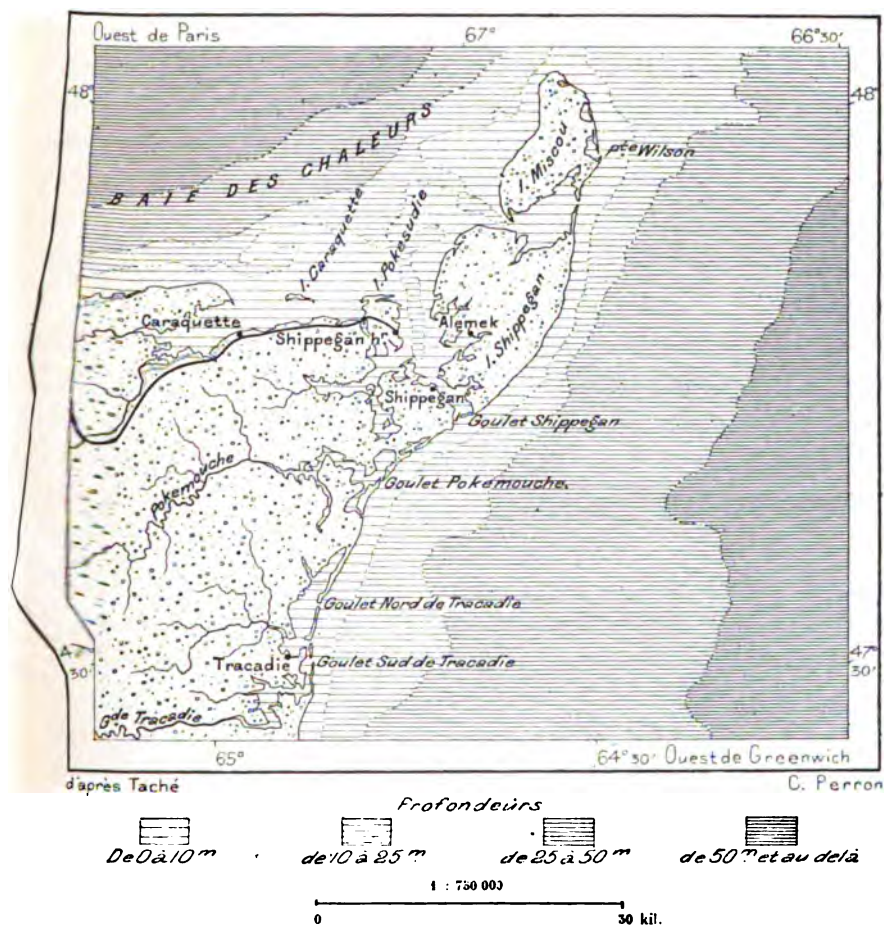 Ouest de Paris 67° 66°30'
48° 48°
BAIE DES CHALEURS
I. Miscou
pte Wilson
I. Caraquette
I. Pokesudie
Caraquette
Shippegan h.
Alemek
I. Shippegan
Shippegan
Goulet Shippegan
Pokemouche
Goulet Pokemouche.
Goulet Nord de Tracadie
47° 47°
30' 30'
Tracadie
Goulet Sud de Tracadie
Gde Tracadie
65° 64°30' Ouest de Greenwich
d'après Taché C. Perron
Profondeurs
De 0 à 10 m de 10 à 25 m de 25 à 50 m de 50 m et au delà
1 : 750 000
0 30 kil.